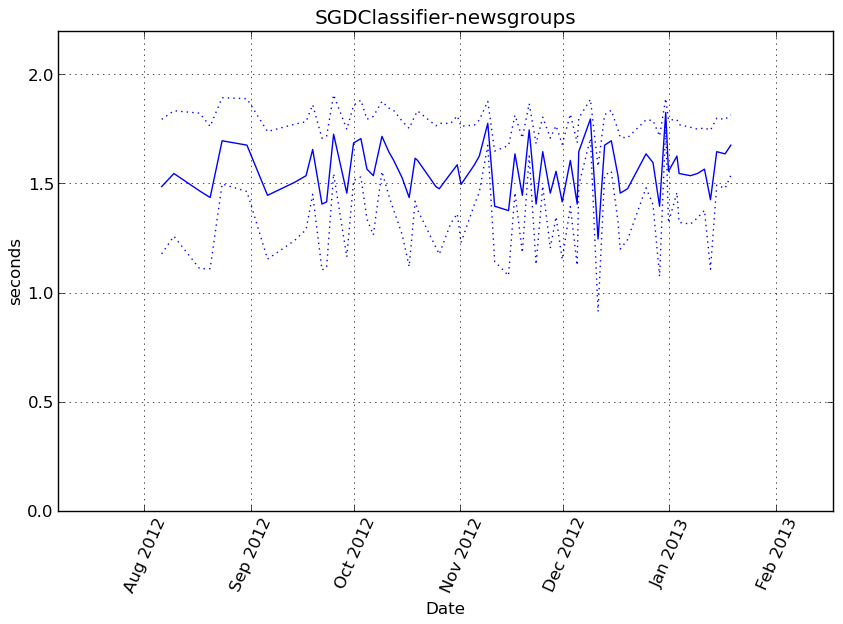 SGDClassifier-newsgroups
2.0
1.5
1.0
0.5
0.0
seconds
Aug 2012
Sep 2012
Oct 2012
Nov 2012
Dec 2012
Jan 2013
Feb 2013
Date